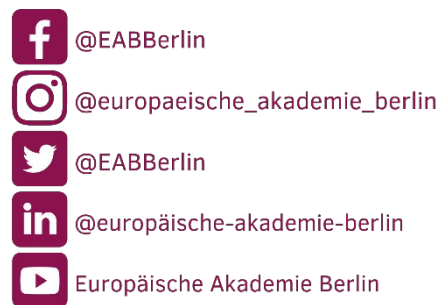 @EABBerlin
@europaeische_akademie_berlin
@EABBerlin
@europäische-akademie-berlin
Europäische Akademie Berlin